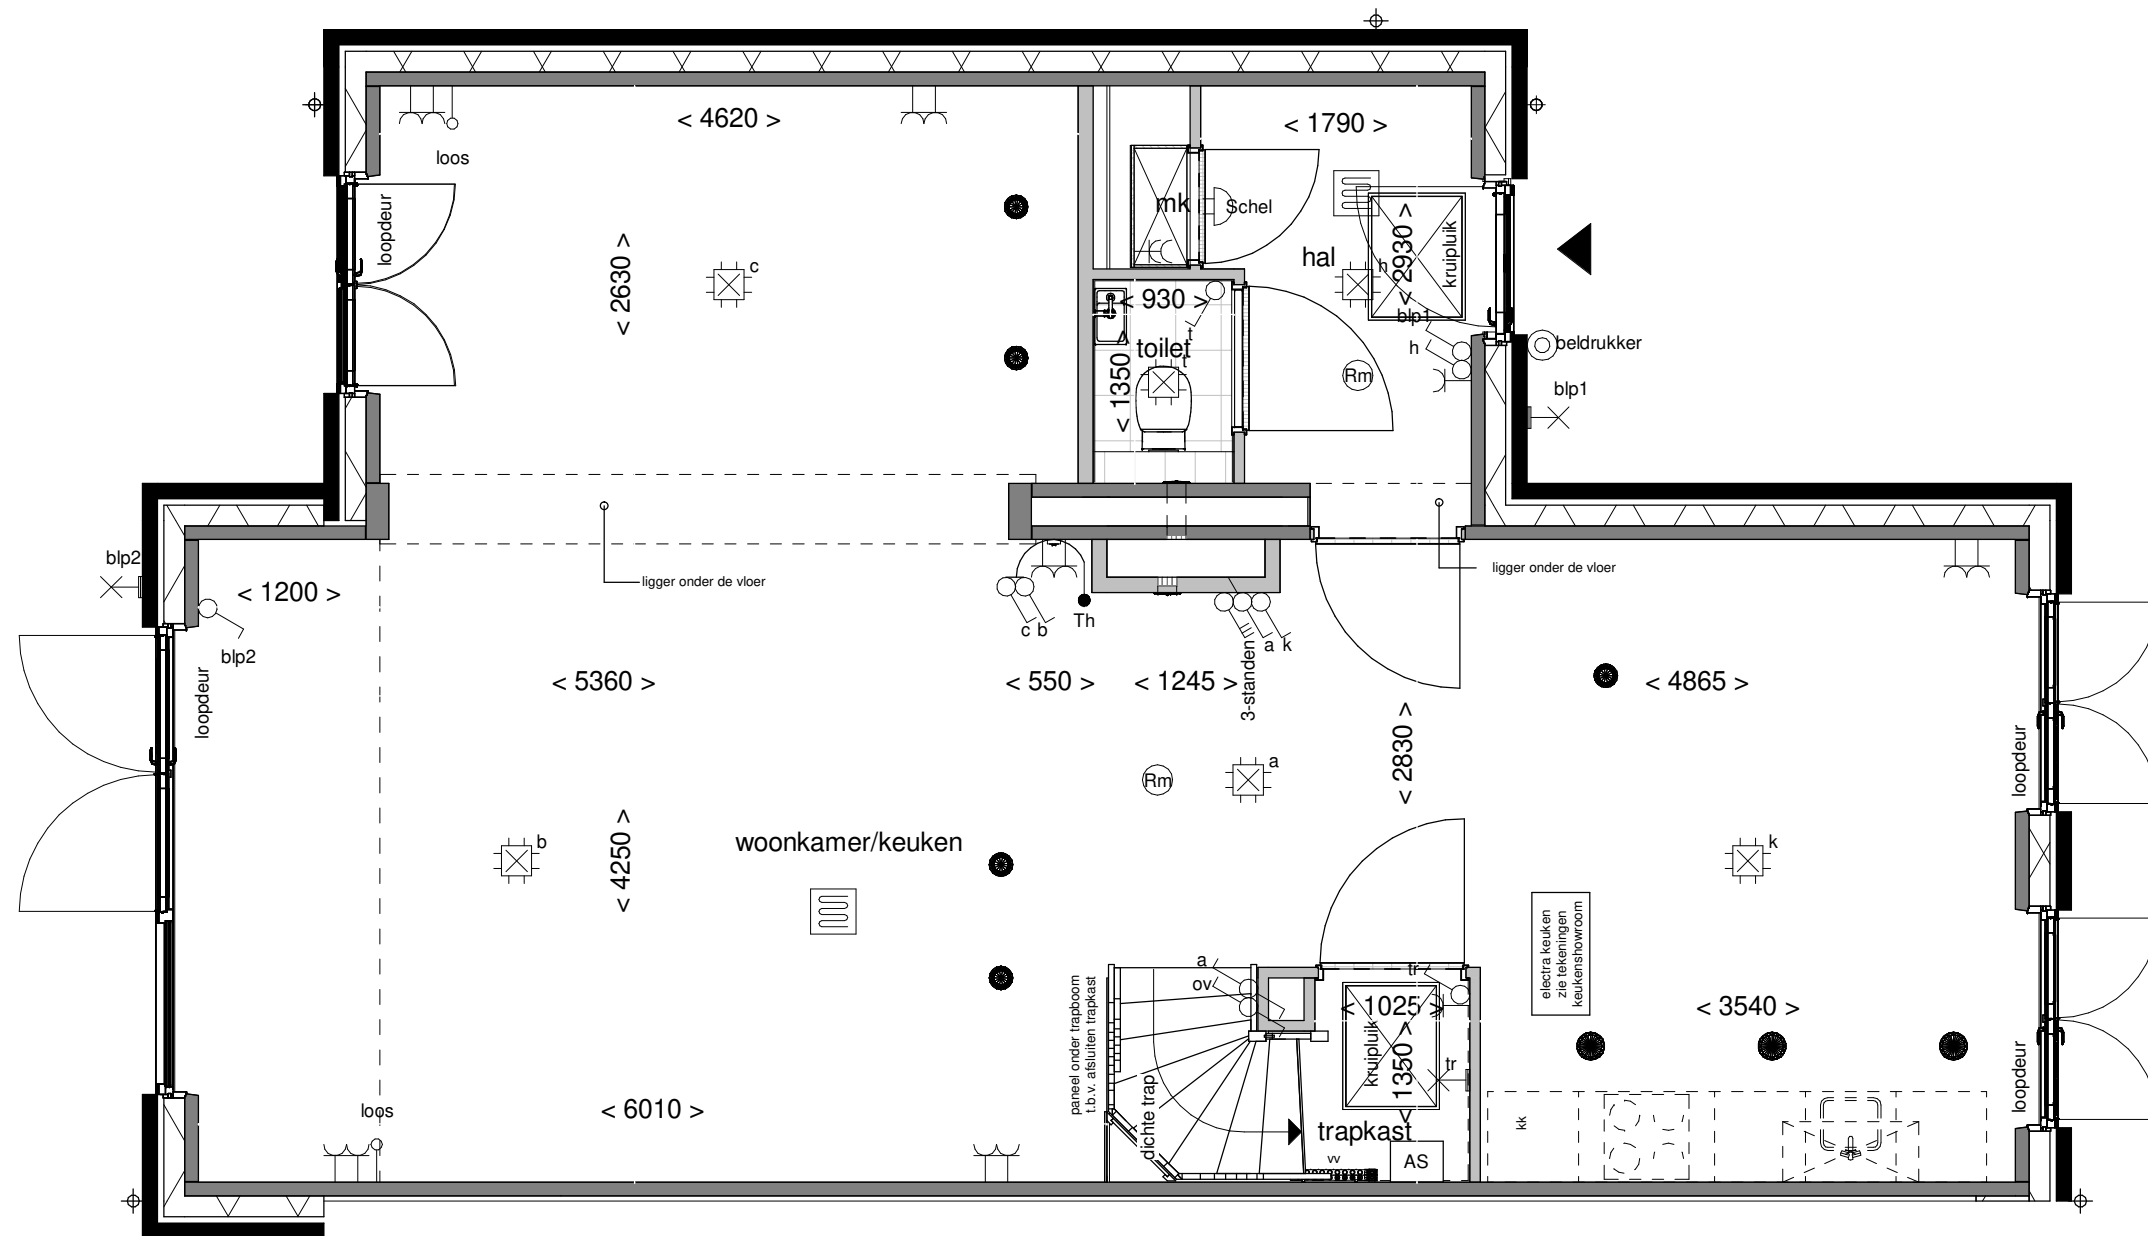 < 4620 >
< 1790 >
loos
loopdeur
mk
Schel
< 2630 >
c
hal
h
< 2930 >
kruipluik
< 930 >
t
blp1
h
toilet
t
< 1350 >
Rm
beldrukker
blp1
blp2
< 1200 >
blp2
loopdeur
ligger onder de vloer
ligger onder de vloer
c b
Th
3-standen
a k
< 5360 >
< 550 >
< 1245 >
< 4865 >
< 2830 >
loopdeur
Rm
a
b
< 4250 >
woonkamer/keuken
k
electra keuken
zie tekeningen
keukenshowroom
a
ov
tr
paneel onder trapboom
t.b.v. afsluiten trapkast
< 1025 >
kruipluik
< 1350 >
tr
< 3540 >
loopdeur
loos
< 6010 >
dichte trap
trapkast
vv
AS
kk